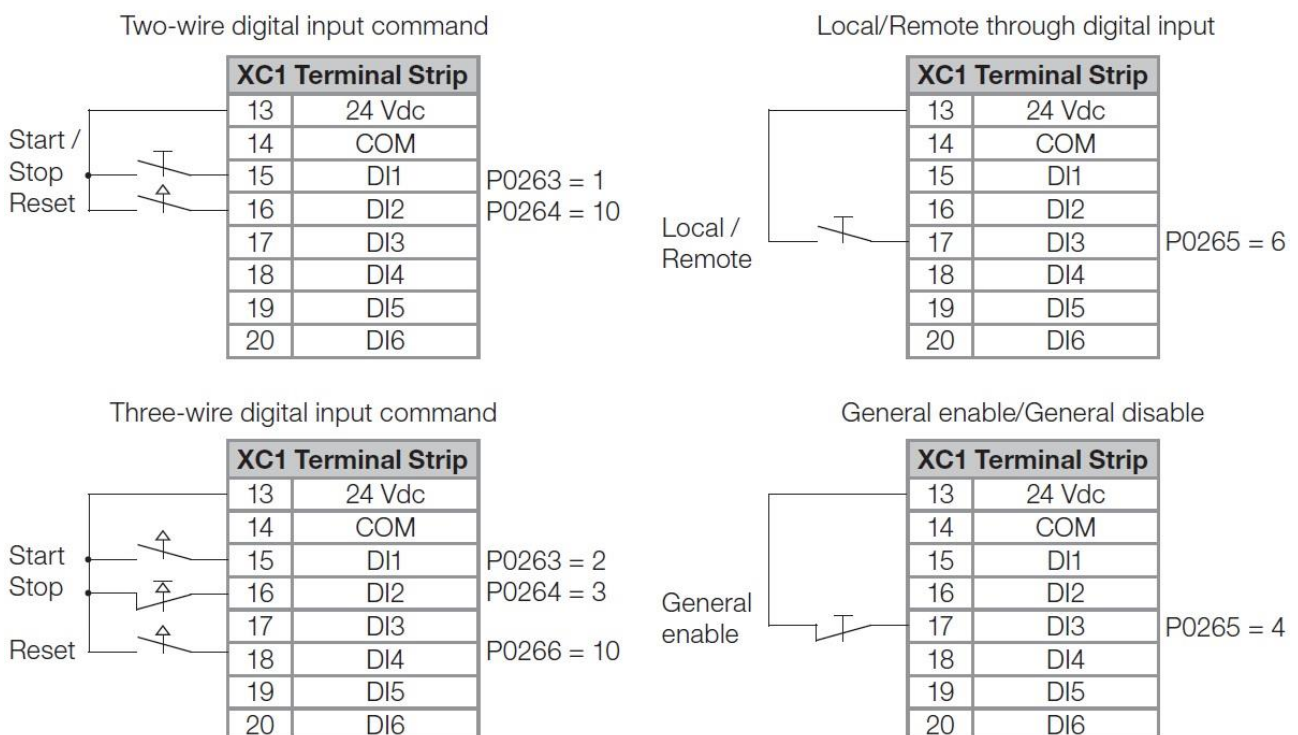 Two-wire digital input command
XC1 Terminal Strip
13 24 Vdc
14 COM
Start /
Stop
Reset
15 DI1 P0263 = 1
16 DI2 P0264 = 10
17 DI3
18 DI4
19 DI5
20 DI6
Local/Remote through digital input
XC1 Terminal Strip
13 24 Vdc
14 COM
15 DI1
16 DI2
Local /
Remote
17 DI3 P0265 = 6
18 DI4
19 DI5
20 DI6
Three-wire digital input command
XC1 Terminal Strip
13 24 Vdc
14 COM
Start
15 DI1 P0263 = 2
Stop
16 DI2 P0264 = 3
17 DI3
Reset
18 DI4 P0266 = 10
19 DI5
20 DI6
General enable/General disable
XC1 Terminal Strip
13 24 Vdc
14 COM
15 DI1
16 DI2
General
enable
17 DI3 P0265 = 4
18 DI4
19 DI5
20 DI6